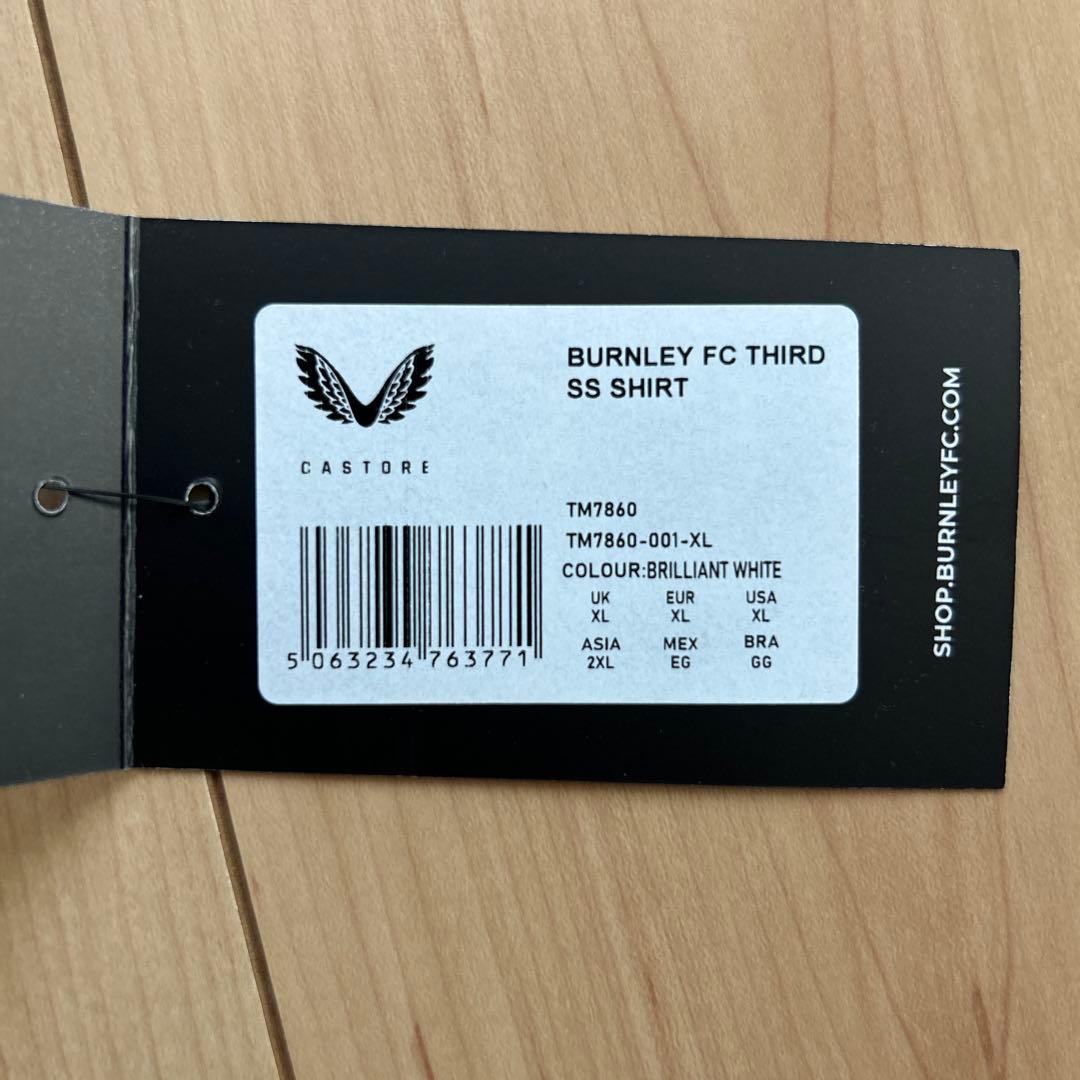 BURNLEY FC THIRD
SS SHIRT
CASTORE
TM7860
TM7860-001-XL
COLOUR:BRILLIANT WHITE
UK EUR USA
XL XL XL
ASIA MEX BRA
2XL EG GG
5 063234 763771
SHOP.BURNLEYFC.COM